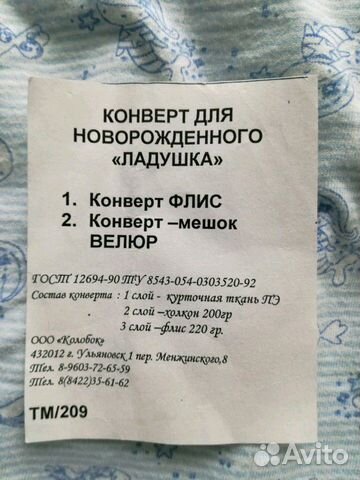 КОНВЕРТ ДЛЯ
НОВОРОЖДЕННОГО
«ЛАДУШКА»
1. Конверт ФЛИС
2. Конверт –мешок
ВЕЛЮР
ГОСТ 12694-90 ТУ 8543-054-0303520-92
Состав конверта : 1 слой - курточная ткань ПЭ
2 слой –холкон 200гр
3 слой –флис 220 гр.
ООО «Колобок»
432012 г. Ульяновск 1 пер. Менжинского,8
Тел. 8-9603-72-65-59
Тел. 8(8422)35-61-62
ТМ/209
Avito